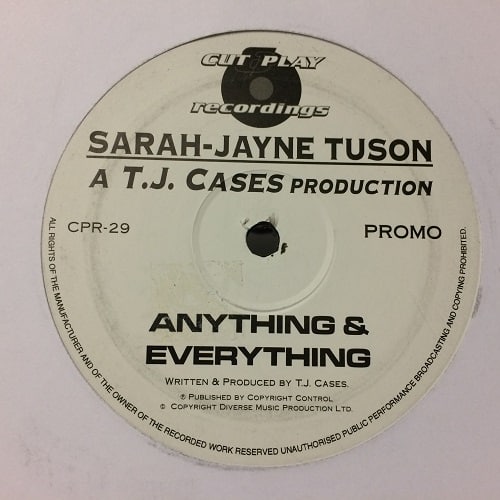 CUT & PLAY
recordings
SARAH-JAYNE TUSON
A T.J. CASES PRODUCTION
CPR-29
PROMO
ANYTHING &
EVERYTHING
WRITTEN & PRODUCED BY T.J. CASES.
℗ PUBLISHED BY COPYRIGHT CONTROL
© COPYRIGHT DIVERSE MUSIC PRODUCTION LTD.
ALL RIGHTS OF THE MANUFACTURER AND OF THE OWNER OF THE RECORDED WORK RESERVED UNAUTHORISED PUBLIC PERFORMANCE BROADCASTING AND COPYING PROHIBITED.